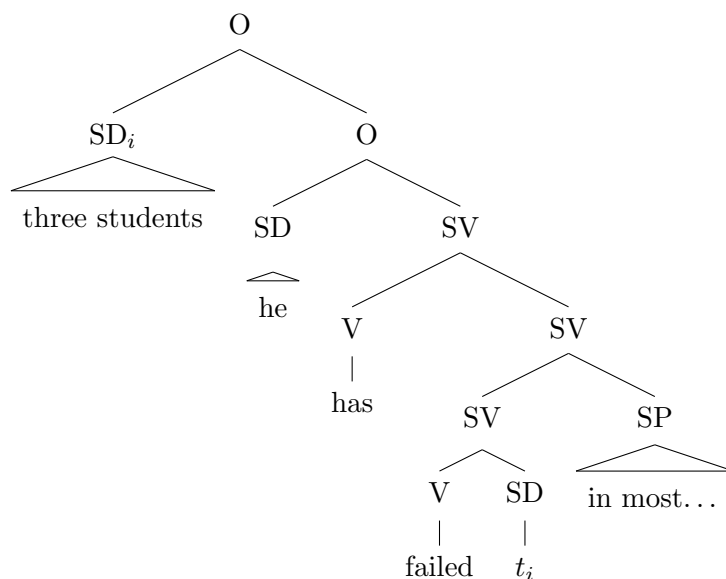 O
SD_i O
three students SD SV
he V SV
has SV SP
V SD in most…
failed t_i